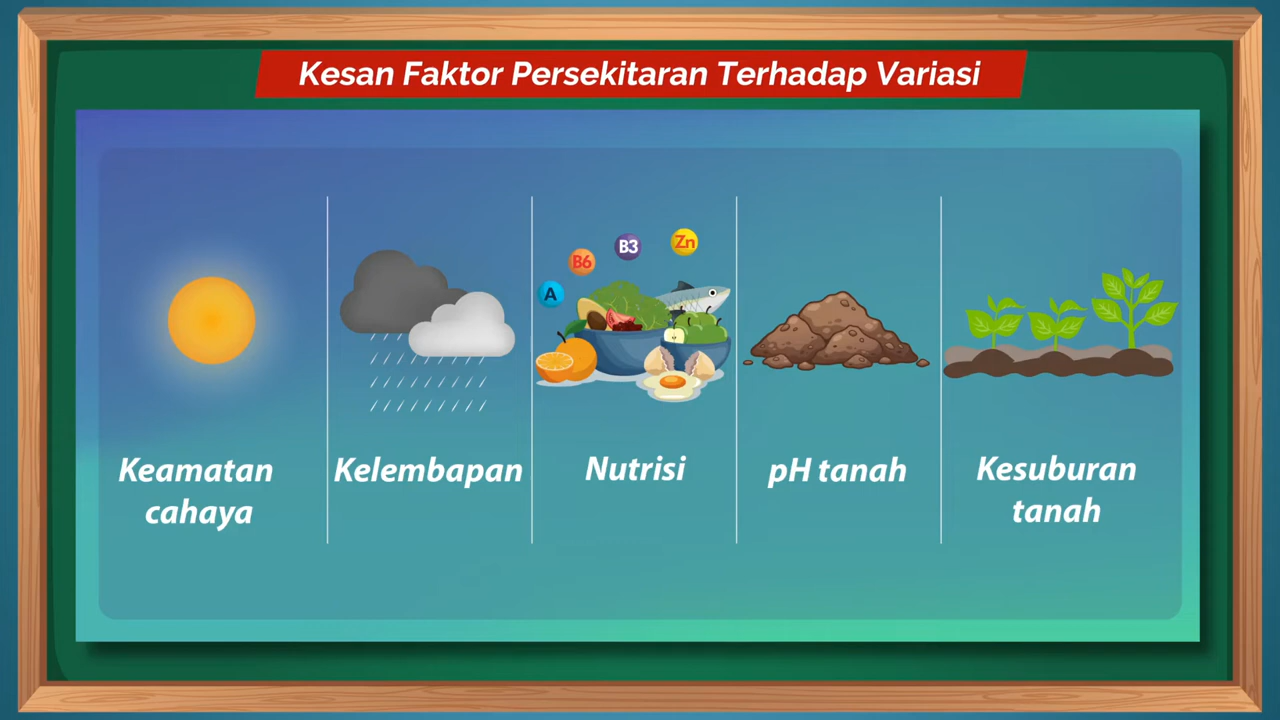 Kesan Faktor Persekitaran Terhadap Variasi
A
B6
B3
Zn
Keamatan
cahaya
Kelembapan
Nutrisi
pH tanah
Kesuburan
tanah